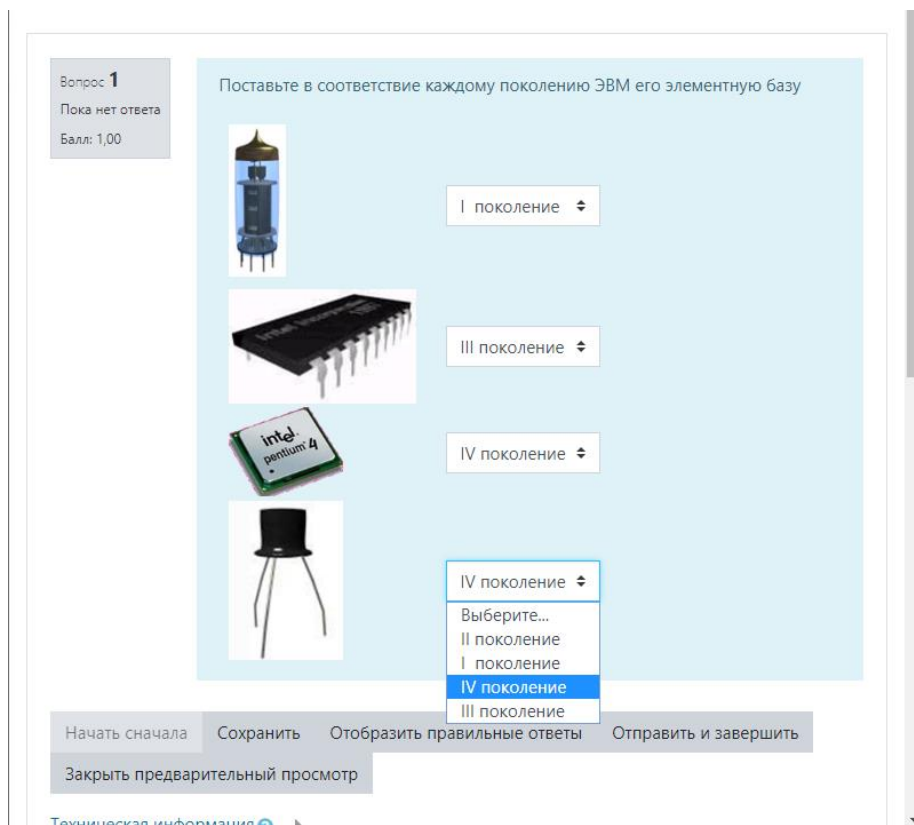 Вопрос 1
Пока нет ответа
Балл: 1,00
Поставьте в соответствие каждому поколению ЭВМ его элементную базу
I поколение
III поколение
intel
pentium 4
IV поколение
IV поколение
Выберите...
II поколение
I поколение
IV поколение
III поколение
Начать сначала Сохранить Отобразить правильные ответы Отправить и завершить
Закрыть предварительный просмотр
Техническая информация